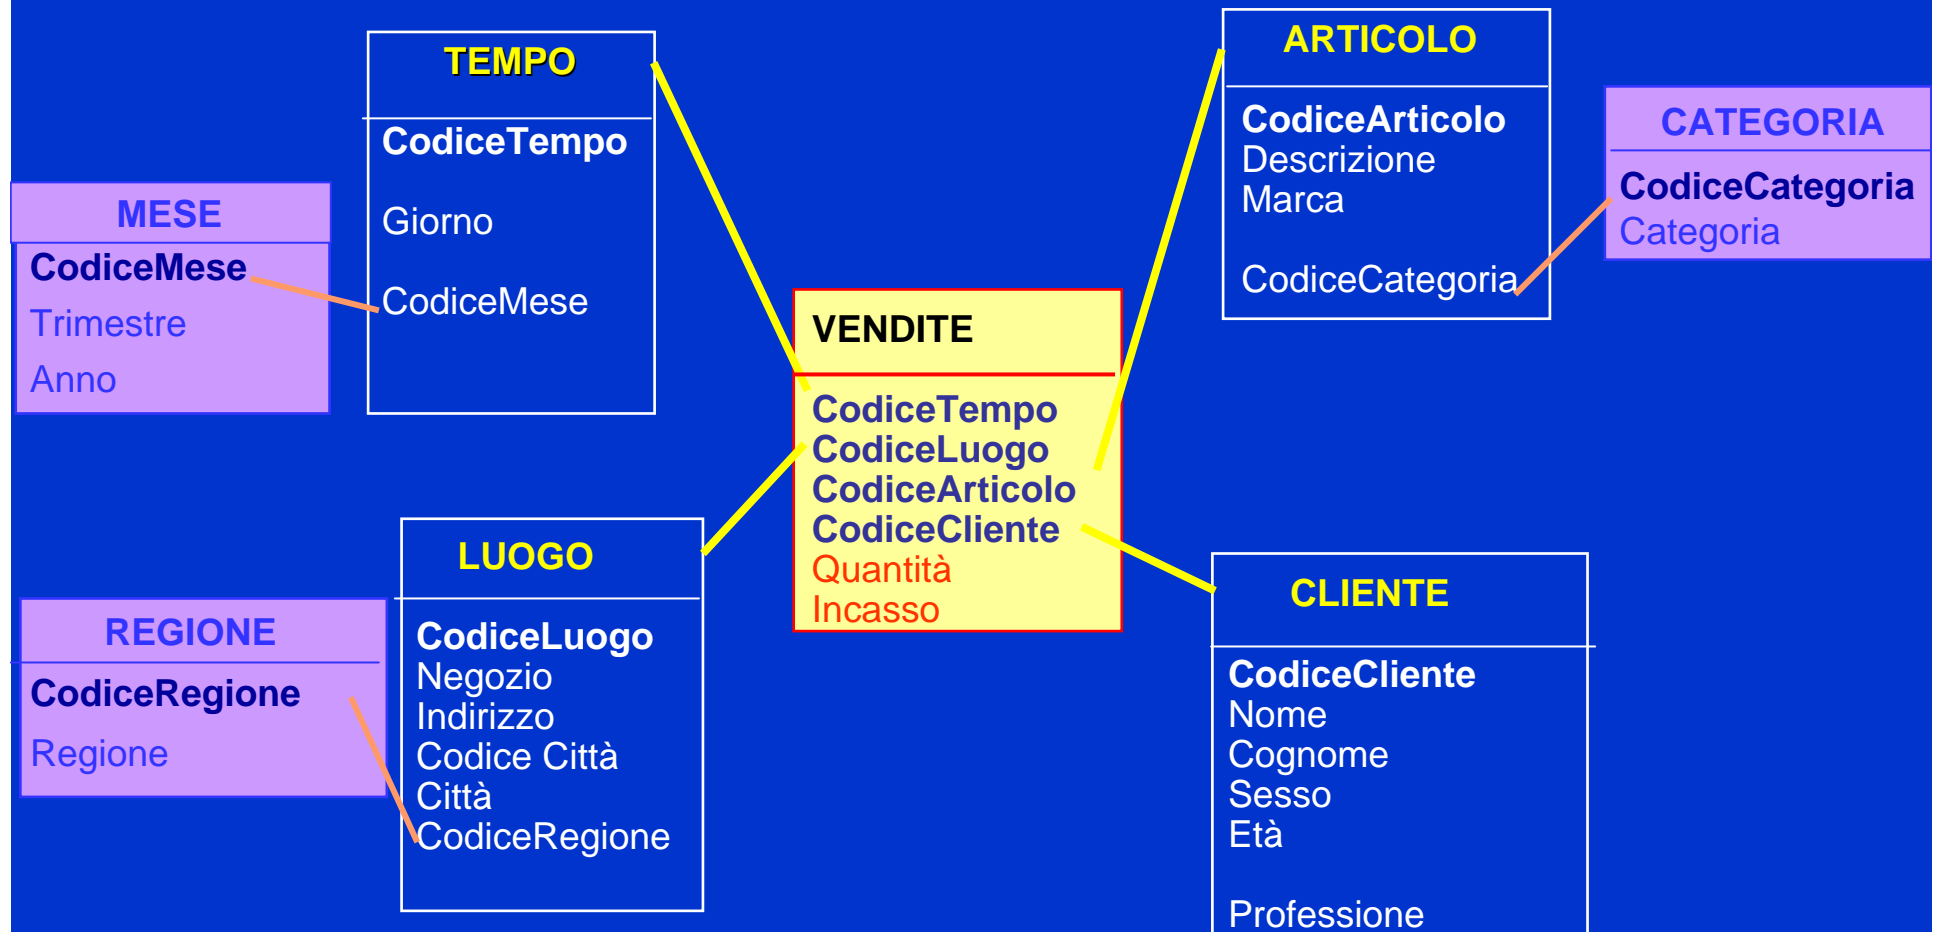 TEMPO
CodiceTempo
Giorno
CodiceMese
MESE
CodiceMese
Trimestre
Anno
ARTICOLO
CodiceArticolo
Descrizione
Marca
CodiceCategoria
CATEGORIA
CodiceCategoria
Categoria
VENDITE
CodiceTempo
CodiceLuogo
CodiceArticolo
CodiceCliente
Quantità
Incasso
LUOGO
CodiceLuogo
Negozio
Indirizzo
Codice Città
Città
CodiceRegione
REGIONE
CodiceRegione
Regione
CLIENTE
CodiceCliente
Nome
Cognome
Sesso
Età
Professione